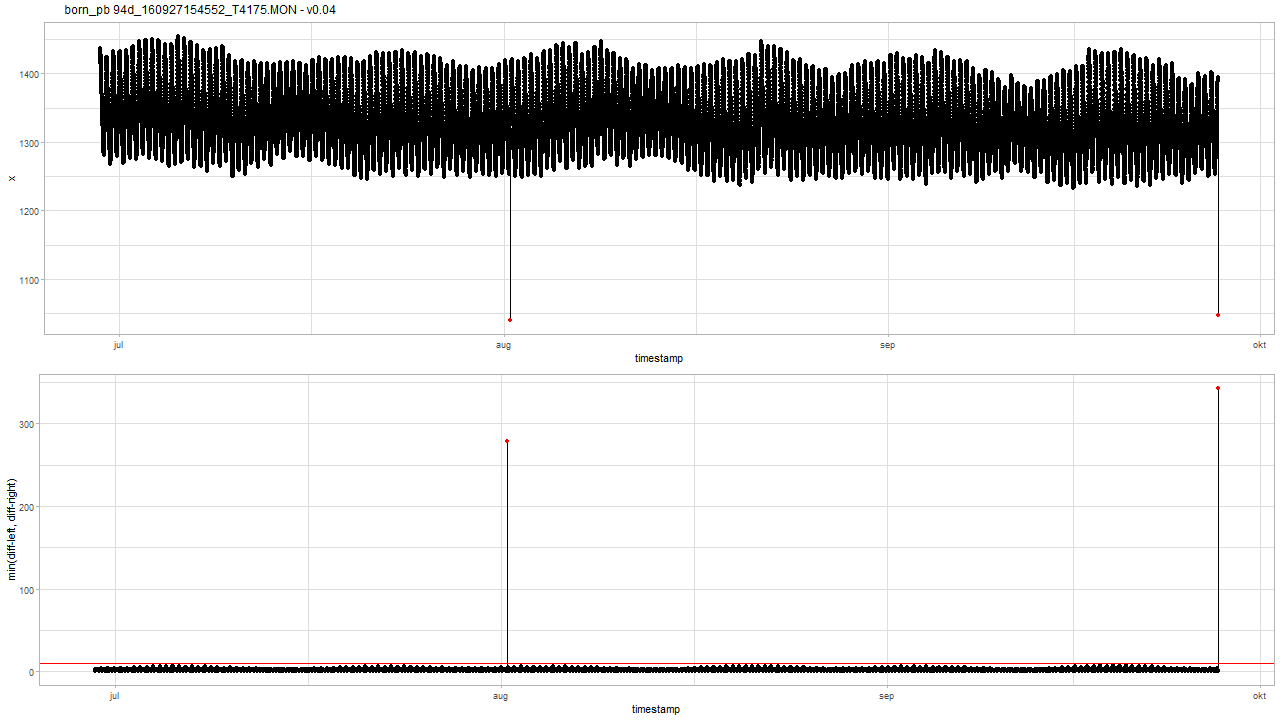 born_pb 94d_160927154552_T4175.MON - v0.04
1400
1300
1200
1100
x
jul
aug
sep
okt
timestamp
300
200
100
0
min(diff-left, diff-right)
jul
aug
sep
okt
timestamp